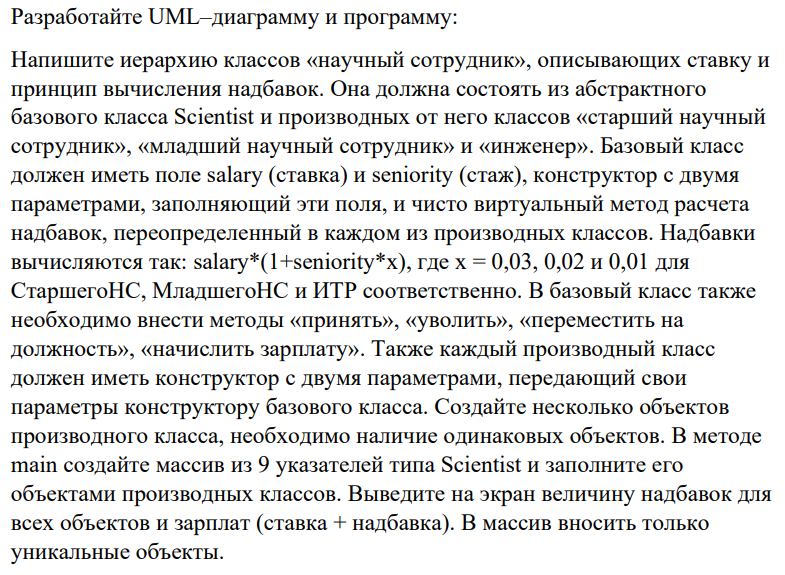 Разработайте UML–диаграмму и программу:
Напишите иерархию классов «научный сотрудник», описывающих ставку и
принцип вычисления надбавок. Она должна состоять из абстрактного
базового класса Scientist и производных от него классов «старший научный
сотрудник», «младший научный сотрудник» и «инженер». Базовый класс
должен иметь поле salary (ставка) и seniority (стаж), конструктор с двумя
параметрами, заполняющий эти поля, и чисто виртуальный метод расчета
надбавок, переопределенный в каждом из производных классов. Надбавки
вычисляются так: salary*(1+seniority*x), где x = 0,03, 0,02 и 0,01 для
СтаршегоНС, МладшегоНС и ИТР соответственно. В базовый класс также
необходимо внести методы «принять», «уволить», «переместить на
должность», «начислить зарплату». Также каждый производный класс
должен иметь конструктор с двумя параметрами, передающий свои
параметры конструктору базового класса. Создайте несколько объектов
производного класса, необходимо наличие одинаковых объектов. В методе
main создайте массив из 9 указателей типа Scientist и заполните его
объектами производных классов. Выведите на экран величину надбавок для
всех объектов и зарплат (ставка + надбавка). В массив вносить только
уникальные объекты.